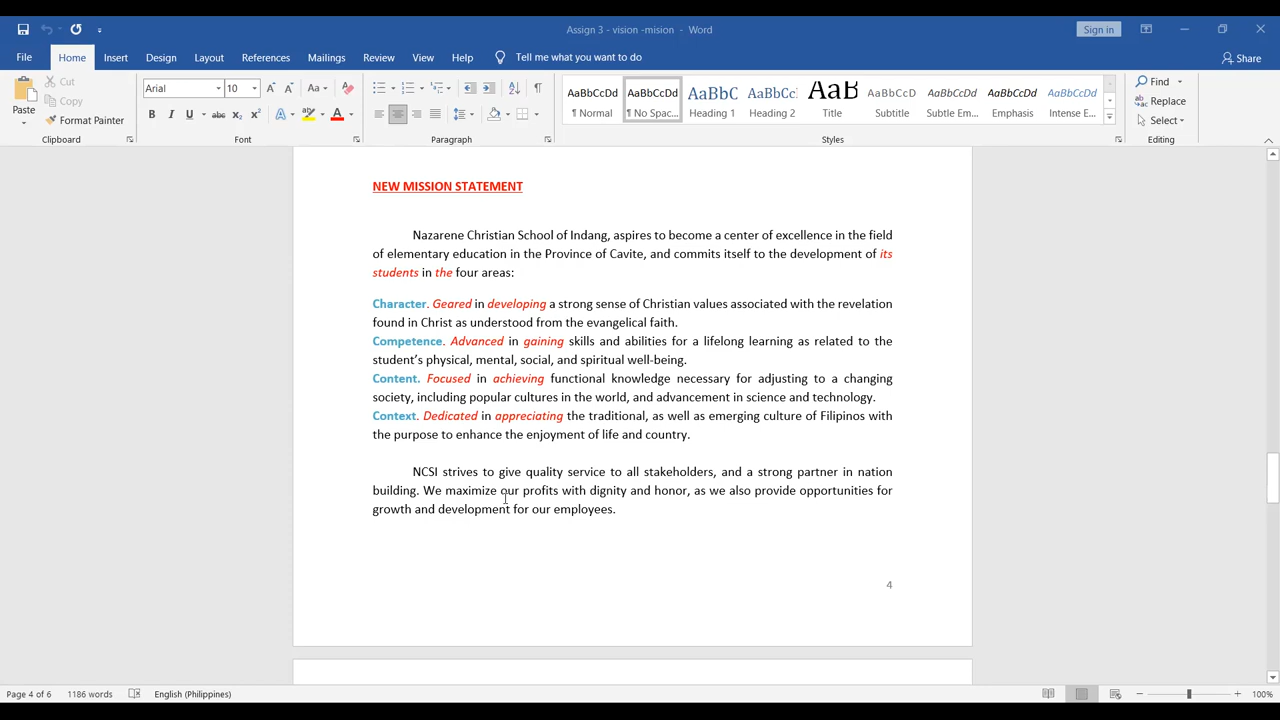 Assign 3 - vision -mision - Word
Sign in
File Home Insert Design Layout References Mailings Review View Help Tell me what you want to do Share
Paste
Cut
Copy
Format Painter
Clipboard
Arial 10
Font
Paragraph
AaBbCcDd AaBbCcDd AaBbC AaBbCc AaB AaBbCcD AaBbCcDd AaBbCcDd AaBbCcDd
¶ Normal ¶ No Spac... Heading 1 Heading 2 Title Subtitle Subtle Em... Emphasis Intense E...
Styles
Find
Replace
Select
Editing
NEW MISSION STATEMENT
Nazarene Christian School of Indang, aspires to become a center of excellence in the field
of elementary education in the Province of Cavite, and commits itself to the development of its
students in the four areas:
Character. Geared in developing a strong sense of Christian values associated with the revelation
found in Christ as understood from the evangelical faith.
Competence. Advanced in gaining skills and abilities for a lifelong learning as related to the
student’s physical, mental, social, and spiritual well-being.
Content. Focused in achieving functional knowledge necessary for adjusting to a changing
society, including popular cultures in the world, and advancement in science and technology.
Context. Dedicated in appreciating the traditional, as well as emerging culture of Filipinos with
the purpose to enhance the enjoyment of life and country.
NCSI strives to give quality service to all stakeholders, and a strong partner in nation
building. We maximize our profits with dignity and honor, as we also provide opportunities for
growth and development for our employees.
4
Page 4 of 6 1186 words English (Philippines) 100%